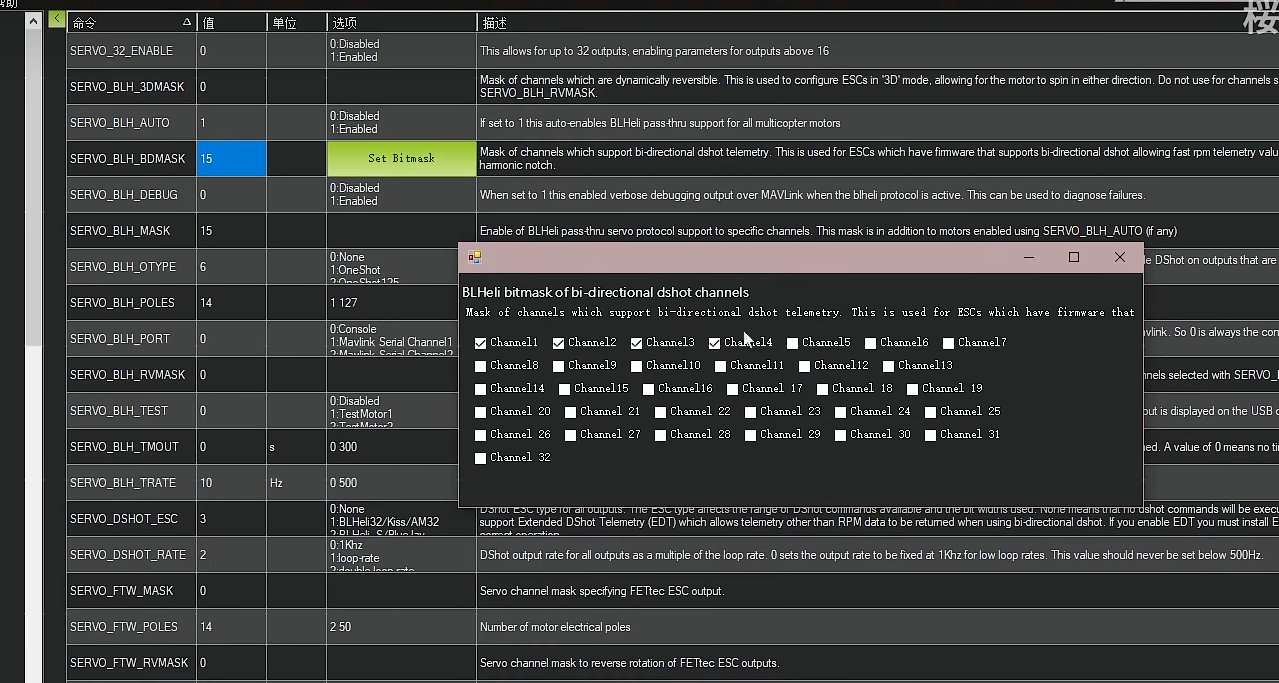 帮助
桜
命令 值 单位 选项 描述
SERVO_32_ENABLE 0 0:Disabled This allows for up to 32 outputs, enabling parameters for outputs above 16
1:Enabled
SERVO_BLH_3DMASK 0 Mask of channels which are dynamically reversible. This is used to configure ESCs in '3D' mode, allowing for the motor to spin in either direction. Do not use for channels s
SERVO_BLH_RVMASK.
SERVO_BLH_AUTO 1 0:Disabled If set to 1 this auto-enables BLHeli pass-thru support for all multicopter motors
1:Enabled
SERVO_BLH_BDMASK 15 Set Bitmask Mask of channels which support bi-directional dshot telemetry. This is used for ESCs which have firmware that supports bi-directional dshot allowing fast rpm telemetry valu
harmonic notch.
SERVO_BLH_DEBUG 0 0:Disabled When set to 1 this enabled verbose debugging output over MAVLink when the blheli protocol is active. This can be used to diagnose failures.
1:Enabled
SERVO_BLH_MASK 15 Enable of BLHeli pass-thru servo protocol support to specific channels. This mask is in addition to motors enabled using SERVO_BLH_AUTO (if any)
SERVO_BLH_OTYPE 6 0:None e DShot on outputs that are
1:OneShot
2:OneShot125
SERVO_BLH_POLES 14 1 127
SERVO_BLH_PORT 0 0:Console vlink. So 0 is always the con
1:Mavlink Serial Channel1
2:Mavlink Serial Channel2
SERVO_BLH_RVMASK 0 nels selected with SERVO_
SERVO_BLH_TEST 0 0:Disabled out is displayed on the USB c
1:TestMotor1
2:TestMotor2
SERVO_BLH_TMOUT 0 s 0 300 ed. A value of 0 means no ti
SERVO_BLH_TRATE 10 Hz 0 500
BLHeli bitmask of bi-directional dshot channels
Mask of channels which support bi-directional dshot telemetry. This is used for ESCs which have firmware that
Channel1 Channel2 Channel3 Channel4 Channel5 Channel6 Channel7
Channel8 Channel9 Channel10 Channel11 Channel12 Channel13
Channel14 Channel15 Channel16 Channel 17 Channel 18 Channel 19
Channel 20 Channel 21 Channel 22 Channel 23 Channel 24 Channel 25
Channel 26 Channel 27 Channel 28 Channel 29 Channel 30 Channel 31
Channel 32
SERVO_DSHOT_ESC 3 0:None DShot ESC type for all outputs. The ESC type affects the range of DShot commands available and the bit widths used. None means that no dshot commands will be exec
1:BLHeli32/Kiss/AM32 support Extended DShot Telemetry (EDT) which allows telemetry other than RPM data to be returned when using bi-directional dshot. If you enable EDT you must install E
2:BLHeli_S/BlueJay correct operation.
SERVO_DSHOT_RATE 2 0:1Khz DShot output rate for all outputs as a multiple of the loop rate. 0 sets the output rate to be fixed at 1Khz for low loop rates. This value should never be set below 500Hz.
1:loop-rate
2:double loop-rate
SERVO_FTW_MASK 0 Servo channel mask specifying FETtec ESC output.
SERVO_FTW_POLES 14 2 50 Number of motor electrical poles
SERVO_FTW_RVMASK 0 Servo channel mask to reverse rotation of FETtec ESC outputs.